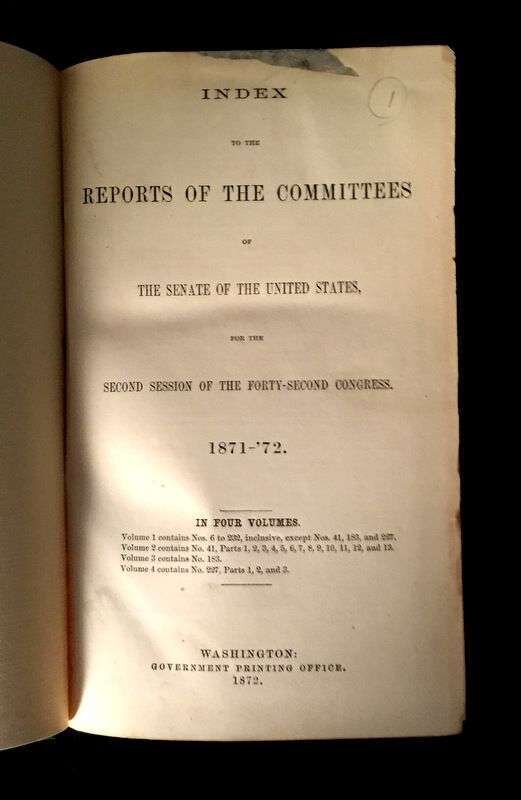 1
INDEX
TO THE
REPORTS OF THE COMMITTEES
OF
THE SENATE OF THE UNITED STATES,
FOR THE
SECOND SESSION OF THE FORTY-SECOND CONGRESS.
1871-'72.
IN FOUR VOLUMES.
Volume 1 contains Nos. 6 to 232, inclusive, except Nos. 41, 183, and 227.
Volume 2 contains No. 41, Parts 1, 2, 3, 4, 5, 6, 7, 8, 9, 10, 11, 12, and 13.
Volume 3 contains No. 183.
Volume 4 contains No. 227, Parts 1, 2, and 3.
WASHINGTON:
GOVERNMENT PRINTING OFFICE.
1872.